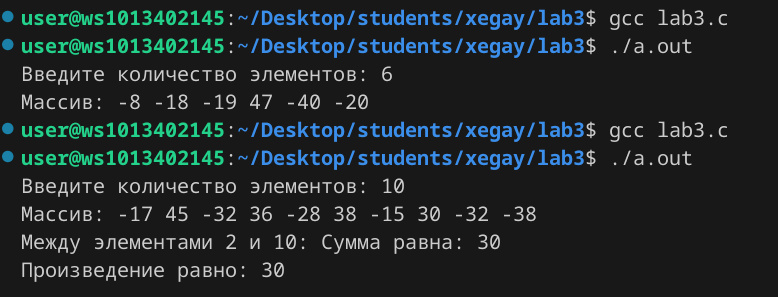 user@ws1013402145:~/Desktop/students/xegay/lab3$ gcc lab3.c
user@ws1013402145:~/Desktop/students/xegay/lab3$ ./a.out
Введите количество элементов: 6
Массив: -8 -18 -19 47 -40 -20
user@ws1013402145:~/Desktop/students/xegay/lab3$ gcc lab3.c
user@ws1013402145:~/Desktop/students/xegay/lab3$ ./a.out
Введите количество элементов: 10
Массив: -17 45 -32 36 -28 38 -15 30 -32 -38
Между элементами 2 и 10: Сумма равна: 30
Произведение равно: 30